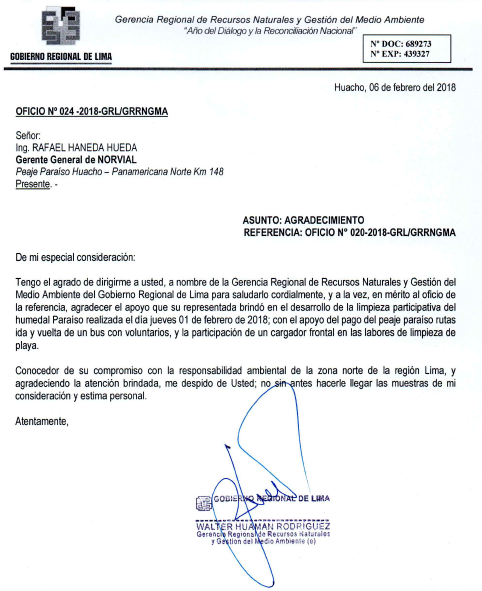 Gerencia Regional de Recursos Naturales y Gestión del Medio Ambiente
"Año del Diálogo y la Reconciliación Nacional"
GOBIERNO REGIONAL DE LIMA
Nº DOC: 689273
Nº EXP: 439327
Huacho, 06 de febrero del 2018
OFICIO Nº 024 -2018-GRL/GRRNGMA
Señor:
Ing. RAFAEL HANEDA HUEDA
Gerente General de NORVIAL
Peaje Paraíso Huacho – Panamericana Norte Km 148
Presente. -
ASUNTO: AGRADECIMIENTO
REFERENCIA: OFICIO N° 020-2018-GRL/GRRNGMA
De mi especial consideración:
Tengo el agrado de dirigirme a usted, a nombre de la Gerencia Regional de Recursos Naturales y Gestión del
Medio Ambiente del Gobierno Regional de Lima para saludarlo cordialmente, y a la vez, en mérito al oficio de
la referencia, agradecer el apoyo que su representada brindó en el desarrollo de la limpieza participativa del
humedal Paraíso realizada el día jueves 01 de febrero de 2018; con el apoyo del pago del peaje paraíso rutas
ida y vuelta de un bus con voluntarios, y la participación de un cargador frontal en las labores de limpieza de
playa.
Conocedor de su compromiso con la responsabilidad ambiental de la zona norte de la región Lima, y
agradeciendo la atención brindada, me despido de Usted; no sin antes hacerle llegar las muestras de mi
consideración y estima personal.
Atentamente,
GOBIERNO REGIONAL DE LIMA
WALTER HUAMAN RODRIGUEZ
Gerencia Regional de Recursos Naturales
y Gestion del Medio Ambiente (e)